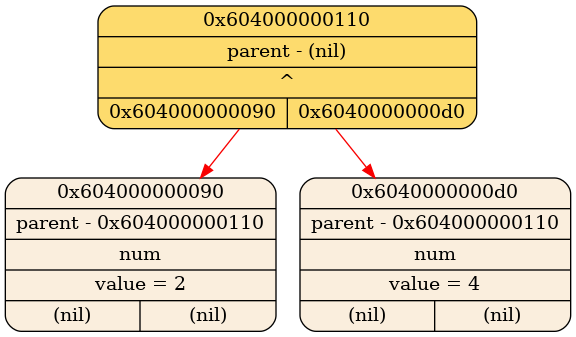 0x604000000110
parent - (nil)
^
0x604000000090 0x6040000000d0
0x604000000090
parent - 0x604000000110
num
value = 2
(nil) (nil)
0x6040000000d0
parent - 0x604000000110
num
value = 4
(nil) (nil)